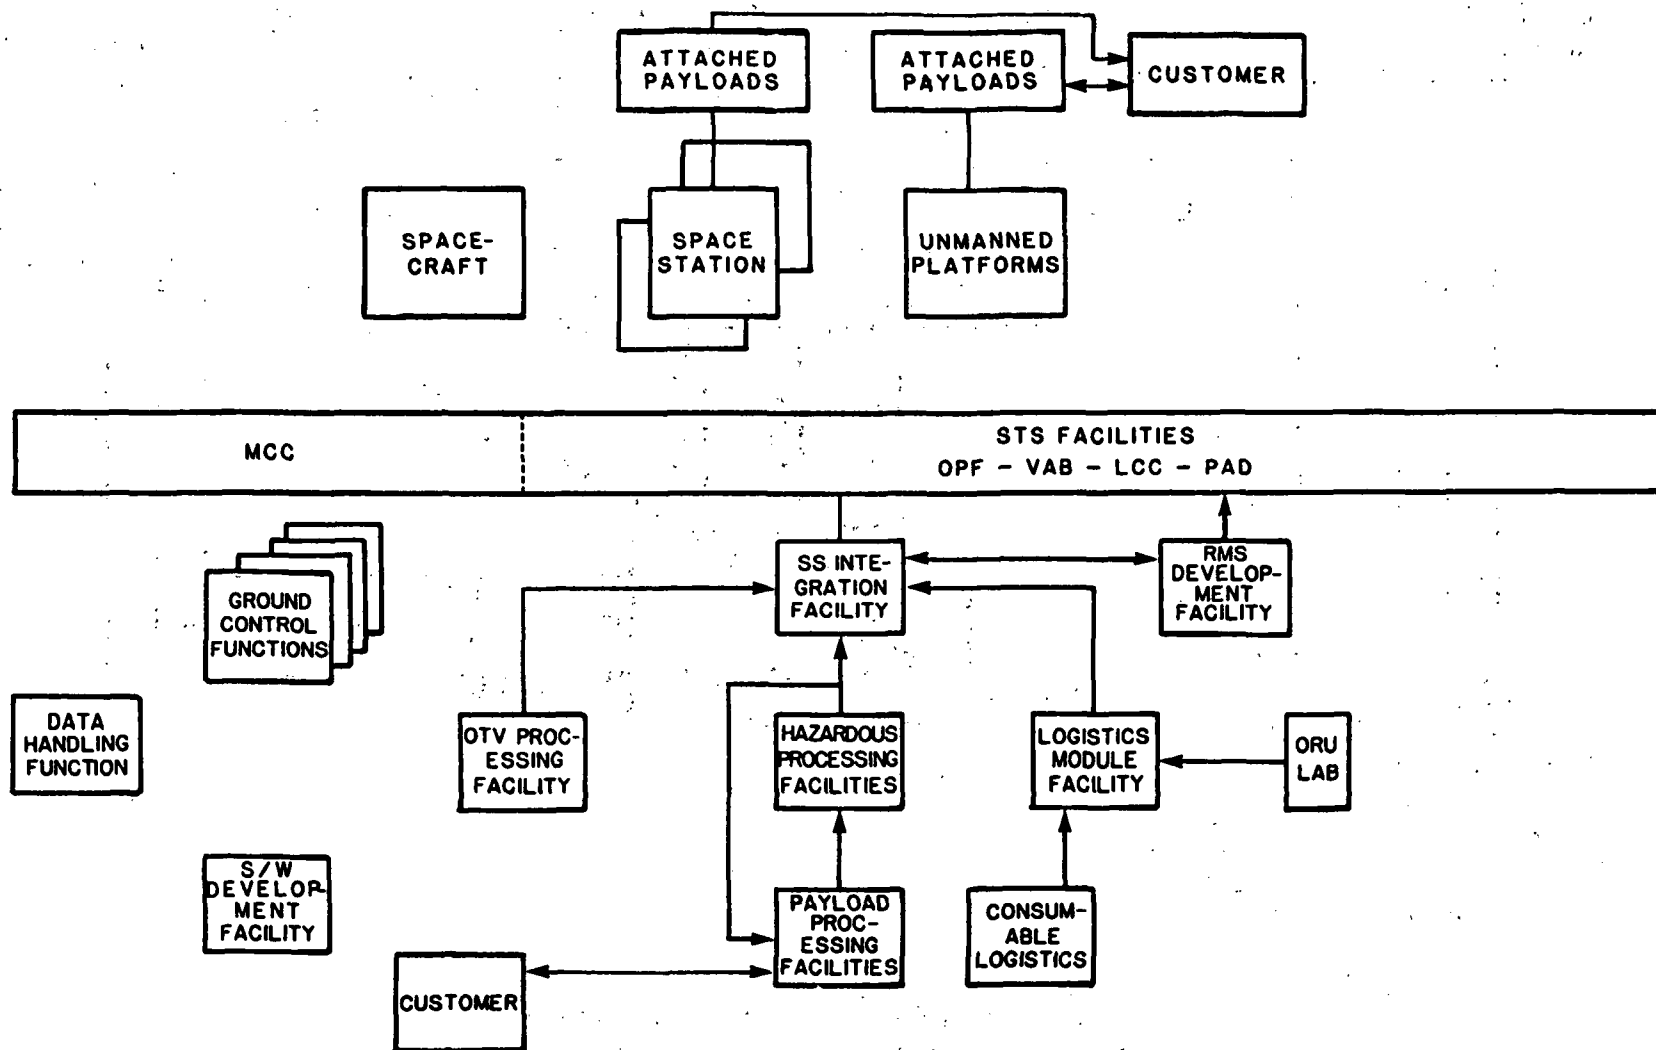 ATTACHED
PAYLOADS
ATTACHED
PAYLOADS
CUSTOMER
SPACE-
CRAFT
SPACE
STATION
UNMANNED
PLATFORMS
MCC
STS FACILITIES
OPF - VAB - LCC - PAD
GROUND
CONTROL
FUNCTIONS
SS INTE-
GRATION
FACILITY
RMS
DEVELOP-
MENT
FACILITY
DATA
HANDLING
FUNCTION
OTV PROC-
ESSING
FACILITY
HAZARDOUS
PROCESSING
FACILITIES
LOGISTICS
MODULE
FACILITY
ORU
LAB
S/W
DEVELOP-
MENT
FACILITY
PAYLOAD
PROC-
ESSING
FACILITIES
CONSUM-
ABLE
LOGISTICS
CUSTOMER